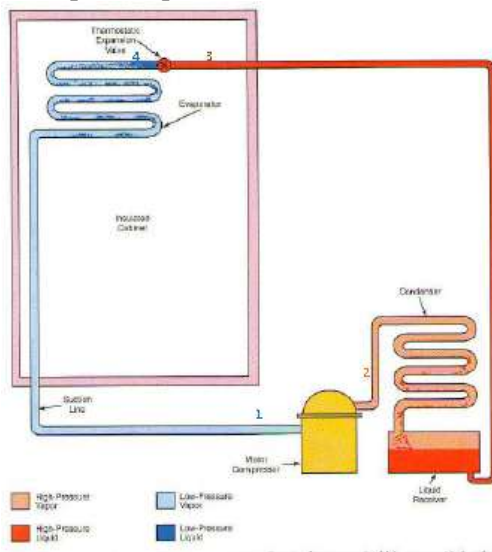 Thermostatic
Expansion
Valve
4
3
Evaporator
Insulated
Cabinet
Condenser
2
Suction
Line
1
Motor
Compressor
Liquid
Receiver
High-Pressure
Vapor
Low-Pressure
Vapor
High-Pressure
Liquid
Low-Pressure
Liquid